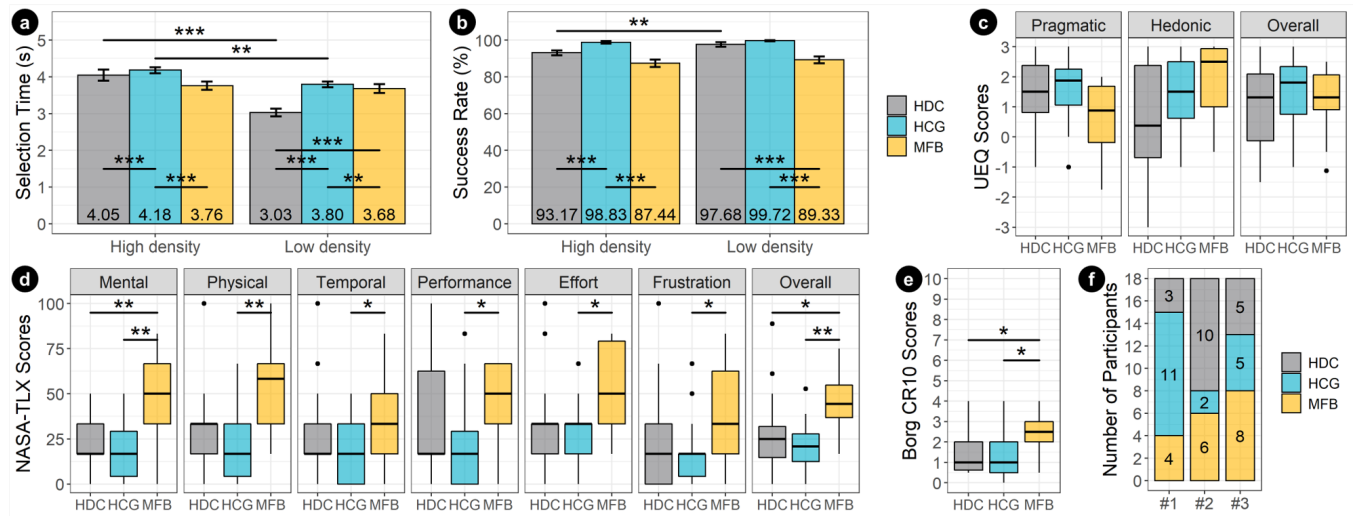 a
***
**
***
***
***
***
**
4.05
4.18
3.76
3.03
3.80
3.68
5
4
3
2
1
0
Selection Time (s)
High density
Low density
b
**
***
***
***
***
93.17
98.83
87.44
97.68
99.72
89.33
100
80
60
40
20
0
Success Rate (%)
High density
Low density
HDC
HCG
MFB
c
Pragmatic
Hedonic
Overall
3
2
1
0
-1
-2
-3
UEQ Scores
HDC HCG MFB
HDC HCG MFB
HDC HCG MFB
d
Mental
Physical
Temporal
Performance
Effort
Frustration
Overall
**
**
**
*
*
*
*
*
**
100
75
50
25
0
NASA-TLX Scores
HDC HCG MFB
HDC HCG MFB
HDC HCG MFB
HDC HCG MFB
HDC HCG MFB
HDC HCG MFB
HDC HCG MFB
e
*
*
10
9
8
7
6
5
4
3
2
1
0
Borg CR10 Scores
HDC HCG MFB
f
18
16
14
12
10
8
6
4
2
0
Number of Participants
3
11
4
10
2
6
5
5
8
#1
#2
#3
HDC
HCG
MFB